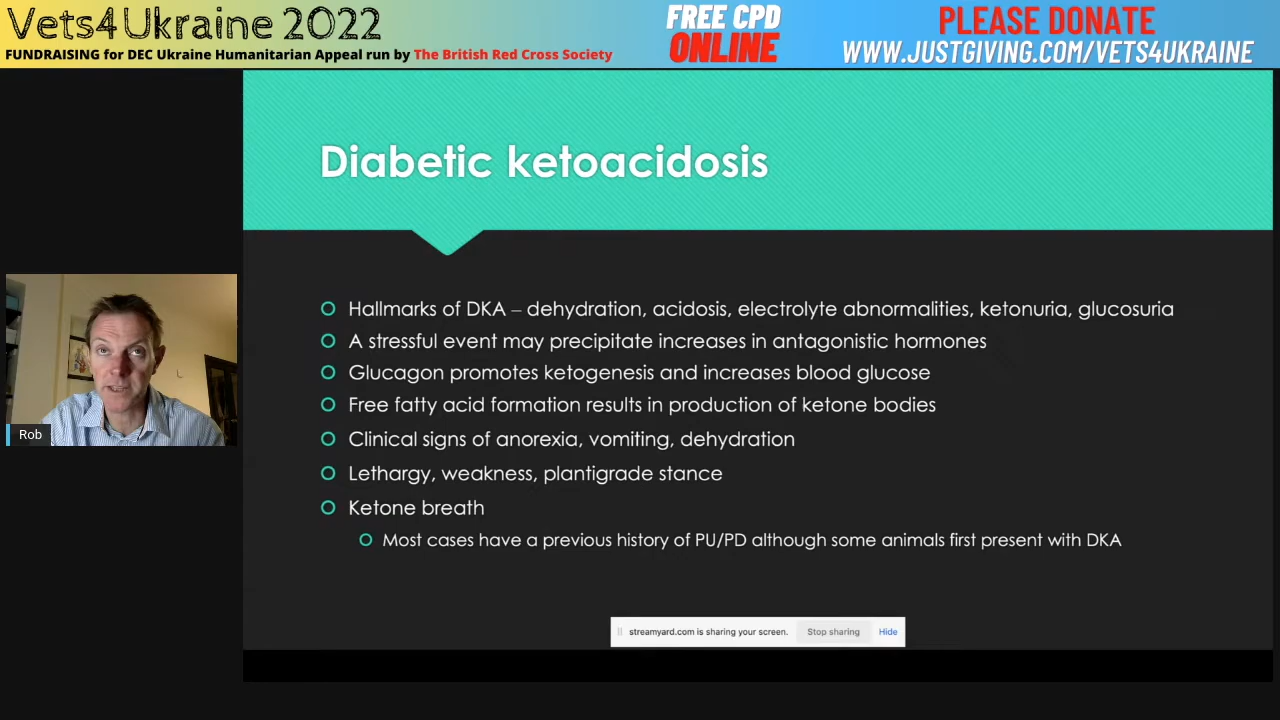 Vets4Ukraine 2022
FUNDRAISING for DEC Ukraine Humanitarian Appeal run by The British Red Cross Society
FREE CPD
ONLINE
PLEASE DONATE
WWW.JUSTGIVING.COM/VETS4UKRAINE
Diabetic ketoacidosis
Hallmarks of DKA – dehydration, acidosis, electrolyte abnormalities, ketonuria, glucosuria
A stressful event may precipitate increases in antagonistic hormones
Glucagon promotes ketogenesis and increases blood glucose
Free fatty acid formation results in production of ketone bodies
Clinical signs of anorexia, vomiting, dehydration
Lethargy, weakness, plantigrade stance
Ketone breath
Most cases have a previous history of PU/PD although some animals first present with DKA
Rob
streamyard.com is sharing your screen. Stop sharing Hide